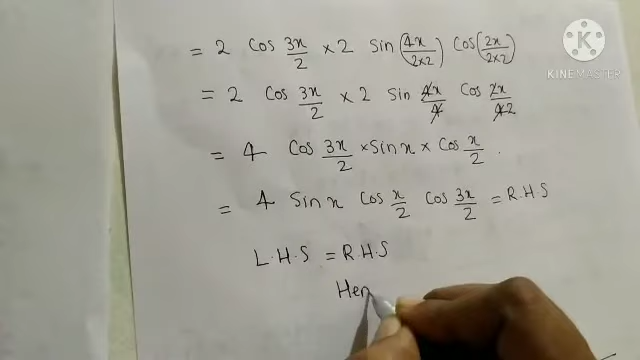 = 2 Cos 3x/2 × 2 Sin (4x/2×2) Cos (2x/2×2)
= 2 Cos 3x/2 × 2 Sin 4x/4 Cos 2x/42
= 4 Cos 3x/2 × Sin x × Cos x/2 .
= 4 Sin x Cos x/2 Cos 3x/2 = R.H.S
L.H.S = R.H.S
Hen
K
KINEMASTER